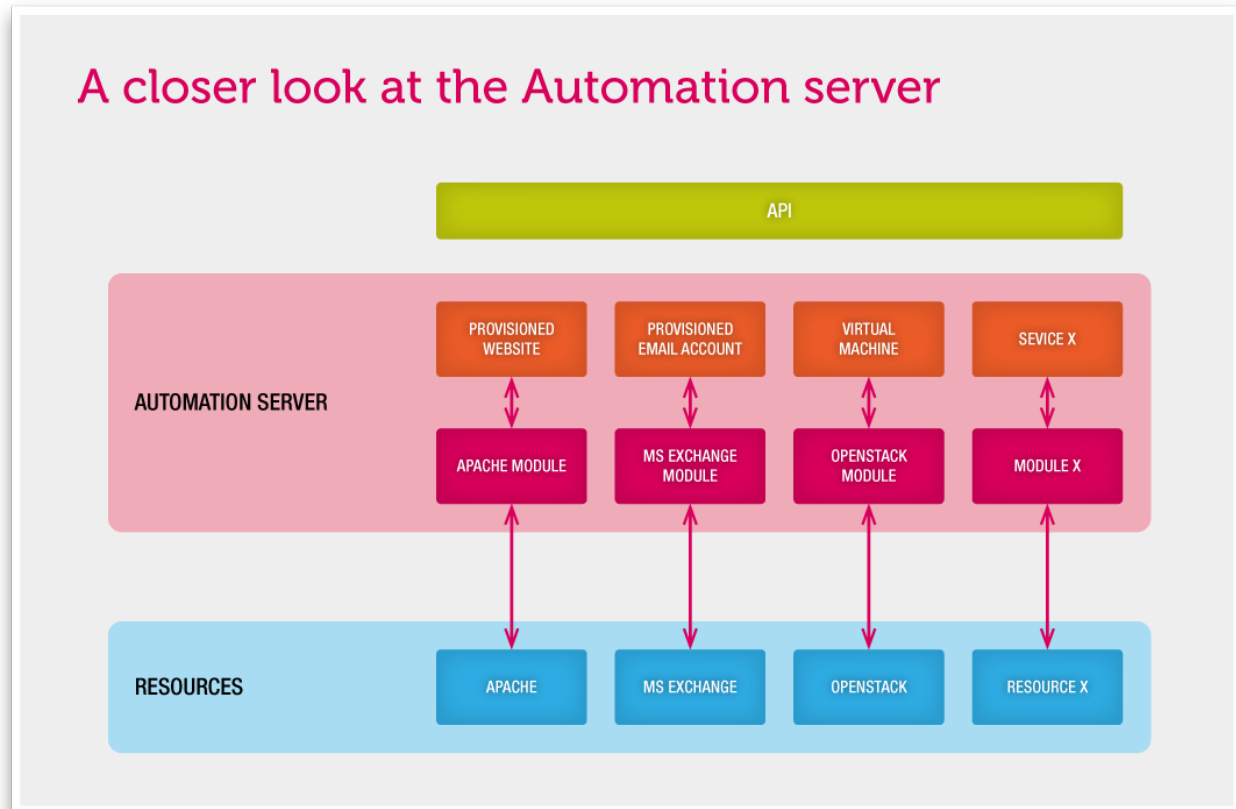 A closer look at the Automation server
API
PROVISIONED
WEBSITE
PROVISIONED
EMAIL ACCOUNT
VIRTUAL
MACHINE
SEVICE X
AUTOMATION SERVER
APACHE MODULE
MS EXCHANGE
MODULE
OPENSTACK
MODULE
MODULE X
RESOURCES
APACHE
MS EXCHANGE
OPENSTACK
RESOURCE X